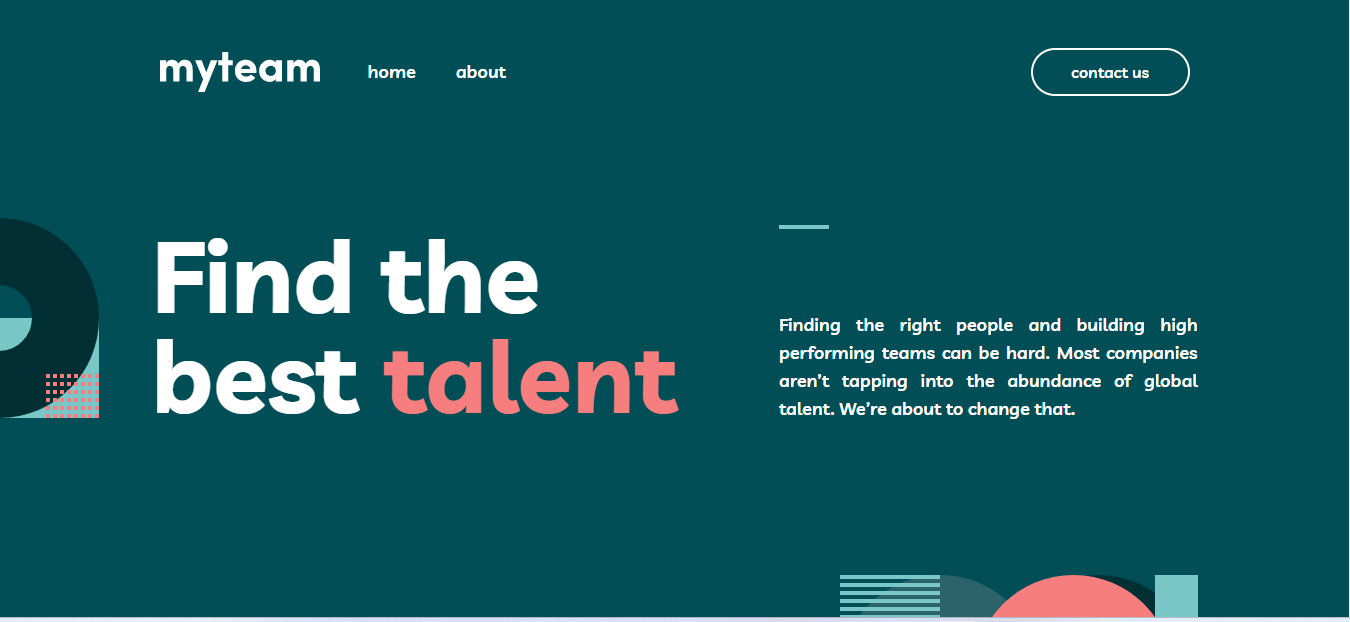 myteam
home
about
contact us
Find the
best talent
Finding the right people and building high
performing teams can be hard. Most companies
aren’t tapping into the abundance of global
talent. We’re about to change that.